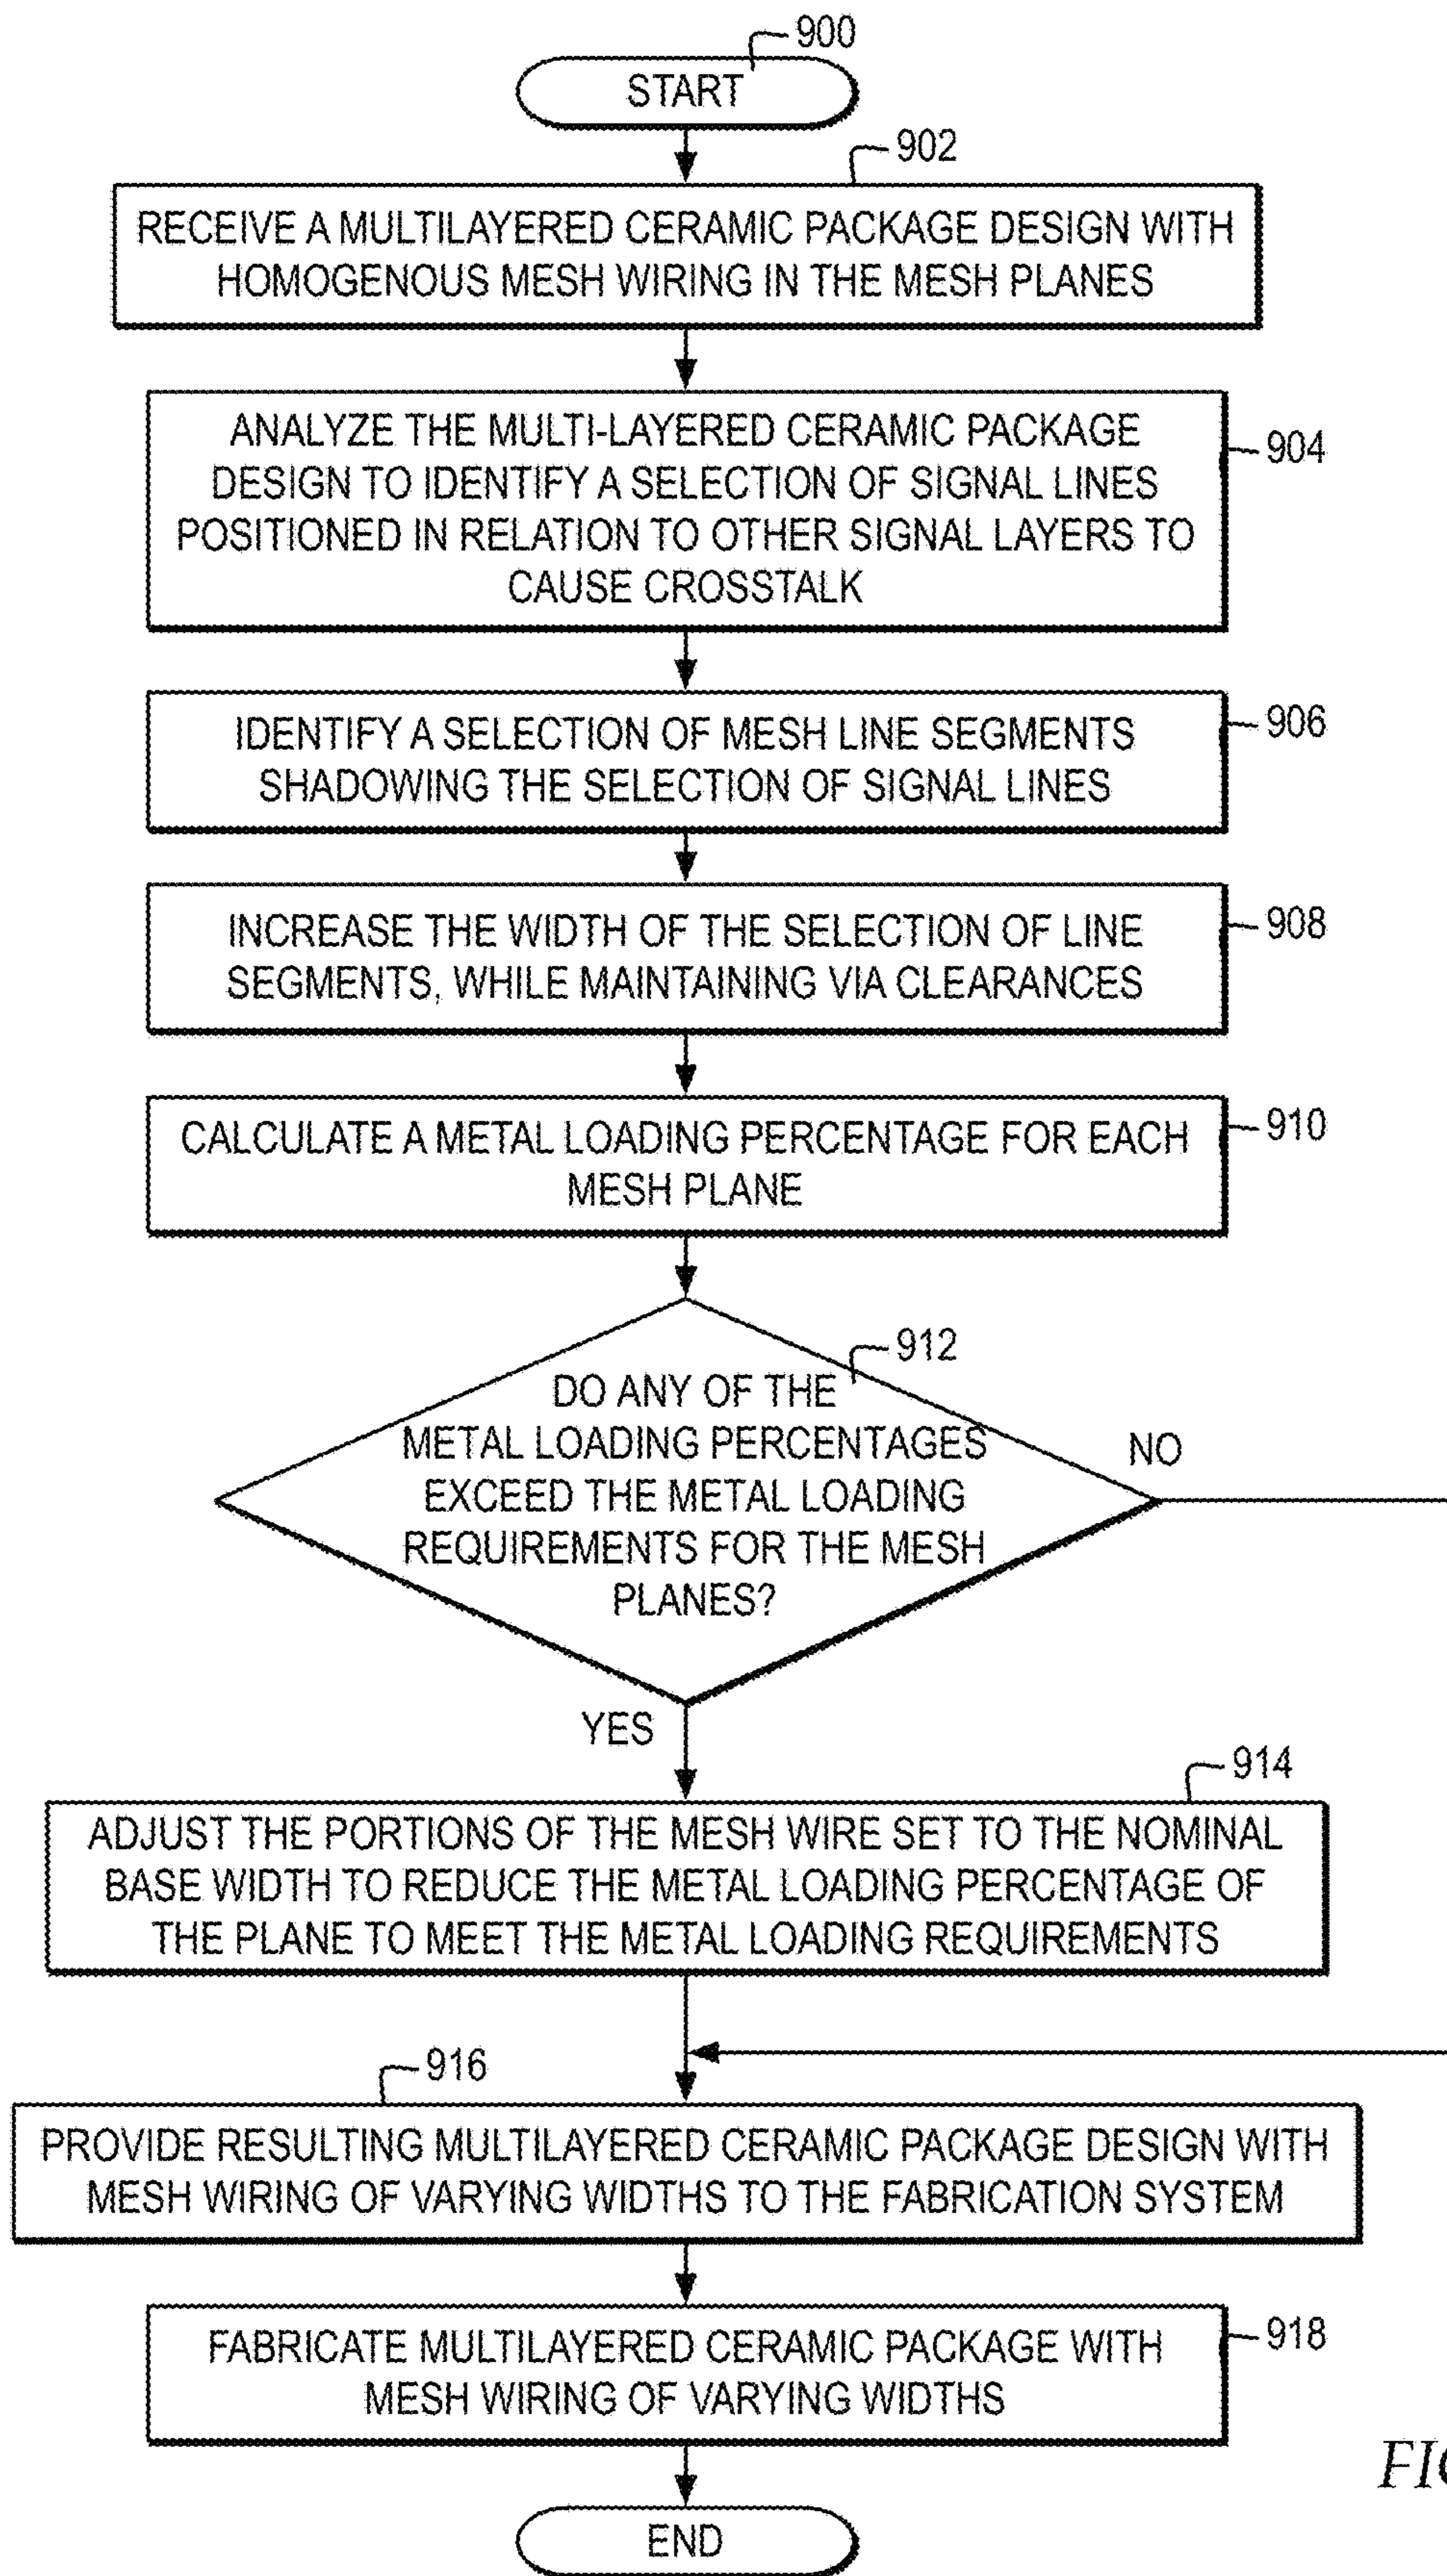 900
START
902
RECEIVE A MULTILAYERED CERAMIC PACKAGE DESIGN WITH
HOMOGENOUS MESH WIRING IN THE MESH PLANES
ANALYZE THE MULTI-LAYERED CERAMIC PACKAGE
DESIGN TO IDENTIFY A SELECTION OF SIGNAL LINES
POSITIONED IN RELATION TO OTHER SIGNAL LAYERS TO
CAUSE CROSSTALK
904
IDENTIFY A SELECTION OF MESH LINE SEGMENTS
SHADOWING THE SELECTION OF SIGNAL LINES
906
INCREASE THE WIDTH OF THE SELECTION OF LINE
SEGMENTS, WHILE MAINTAINING VIA CLEARANCES
908
CALCULATE A METAL LOADING PERCENTAGE FOR EACH
MESH PLANE
910
912
DO ANY OF THE
METAL LOADING PERCENTAGES
EXCEED THE METAL LOADING
REQUIREMENTS FOR THE MESH
PLANES?
NO
YES
914
ADJUST THE PORTIONS OF THE MESH WIRE SET TO THE NOMINAL
BASE WIDTH TO REDUCE THE METAL LOADING PERCENTAGE OF
THE PLANE TO MEET THE METAL LOADING REQUIREMENTS
916
PROVIDE RESULTING MULTILAYERED CERAMIC PACKAGE DESIGN WITH
MESH WIRING OF VARYING WIDTHS TO THE FABRICATION SYSTEM
FABRICATE MULTILAYERED CERAMIC PACKAGE WITH
MESH WIRING OF VARYING WIDTHS
918
END